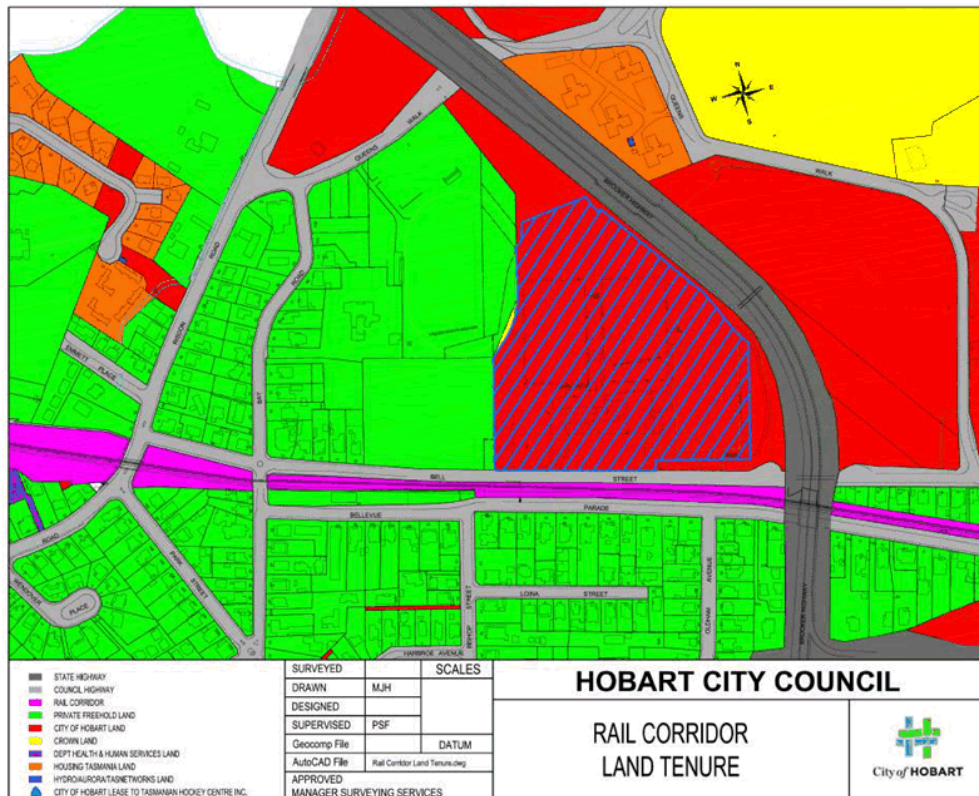 QUEENS
WALK
N
W E
S
QUEENS
WALK
BROOKER HIGHWAY
RISDON
ROAD
BAY
ROAD
EMMETT
PLACE
BELL
STREET
BELLEVUE
PARADE
ROAD
WENDOVER
PLACE
PARK
STREET
BISHOP
STREET
LOINA STREET
OLDHAM
AVENUE
BROOKER HIGHWAY
HARBROE AVENUE
STATE HIGHWAY
COUNCIL HIGHWAY
RAIL CORRIDOR
PRIVATE FREEHOLD LAND
CITY OF HOBART LAND
CROWN LAND
DEPT HEALTH & HUMAN SERVICES LAND
HOUSING TASMANIA LAND
HYDRO/AURORA/TASNETWORKS LAND
CITY OF HOBART LEASE TO TASMANIAN HOCKEY CENTRE INC.
SURVEYED
SCALES
DRAWN MJH
DESIGNED
SUPERVISED PSF
Geocomp File
DATUM
AutoCAD File Rail Corridor Land Tenure.dwg
APPROVED
MANAGER SURVEYING SERVICES
HOBART CITY COUNCIL
RAIL CORRIDOR
LAND TENURE
City of HOBART